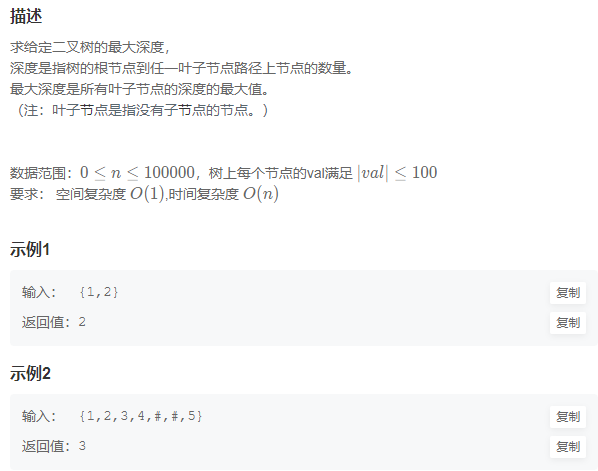 描述
求给定二叉树的最大深度，
深度是指树的根节点到任一叶子节点路径上节点的数量。
最大深度是所有叶子节点的深度的最大值。
（注：叶子节点是指没有子节点的节点。）
数据范围：0 ≤ n ≤ 100000，树上每个节点的val满足 |val| ≤ 100
要求： 空间复杂度 O(1),时间复杂度 O(n)
示例1
输入： {1,2} 复制
返回值：2 复制
示例2
输入： {1,2,3,4,#,#,5} 复制
返回值：3 复制